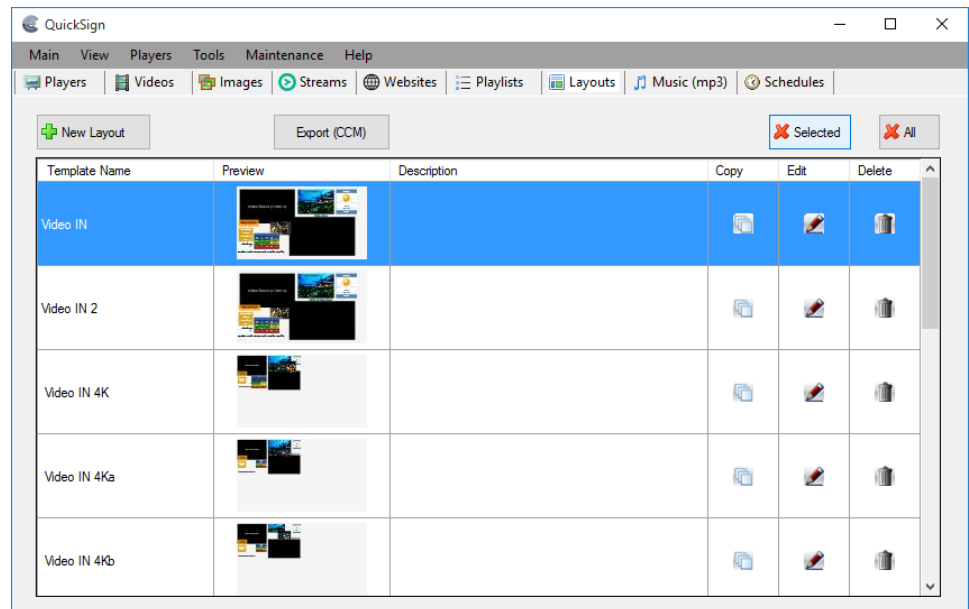 QuickSign
Main View Players Tools Maintenance Help
Players Videos Images Streams Websites Playlists Layouts Music (mp3) Schedules
New Layout Export (CCM) Selected All
Template Name Preview Description Copy Edit Delete
Video IN
Video IN 2
Video IN 4K
Video IN 4Ka
Video IN 4Kb